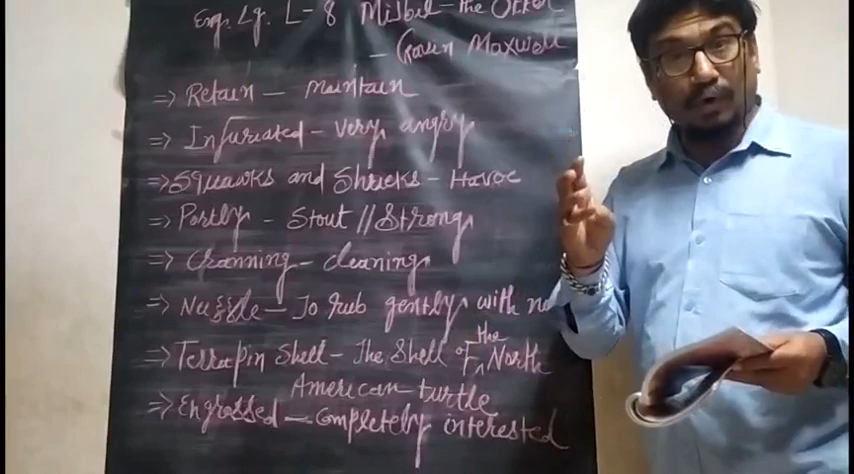 Eng. Lg. L-8 Mijbil-the Otter
- Gavin Maxwell
⇒ Retain - Maintain
⇒ Infuriated - very angry
⇒ Squawks and Shrieks - Havoc
⇒ Portly - Stout // Strong
⇒ Cramming - cleaning
⇒ Nuzzle - To rub gently with
⇒ Terrapin Shell - The Shell of the North
American turtle
⇒ Engrossed - Completely interested